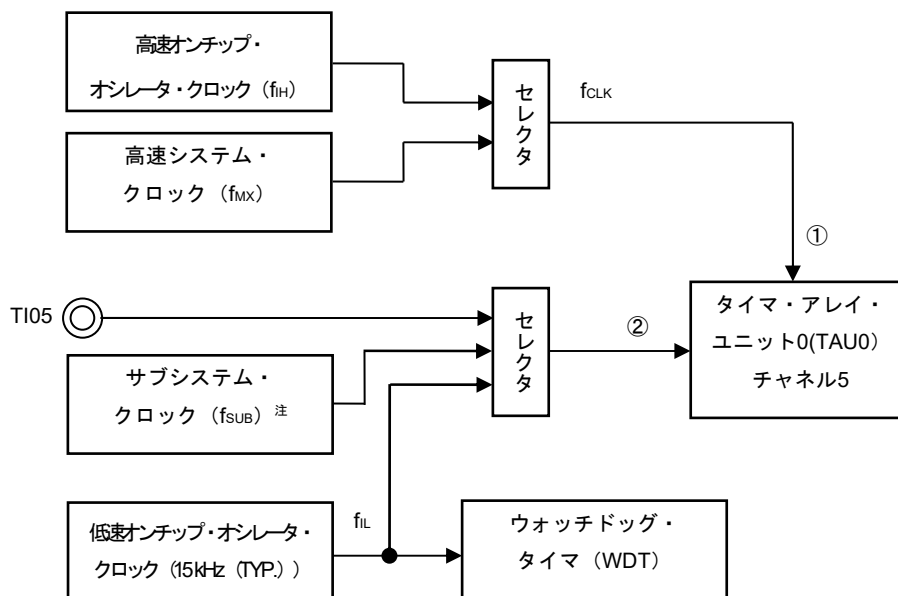 高速オンチップ・
オシレータ・クロック（fIH）
セレクタ
fCLK
高速システム・
クロック（fMX）
①
TI05
セレクタ
②
タイマ・アレイ・
ユニット0(TAU0）
チャネル5
サブシステム・
クロック（fSUB）注
低速オンチップ・オシレータ・
クロック（15kHz（TYP.））
fIL
ウォッチドッグ・
タイマ（WDT）